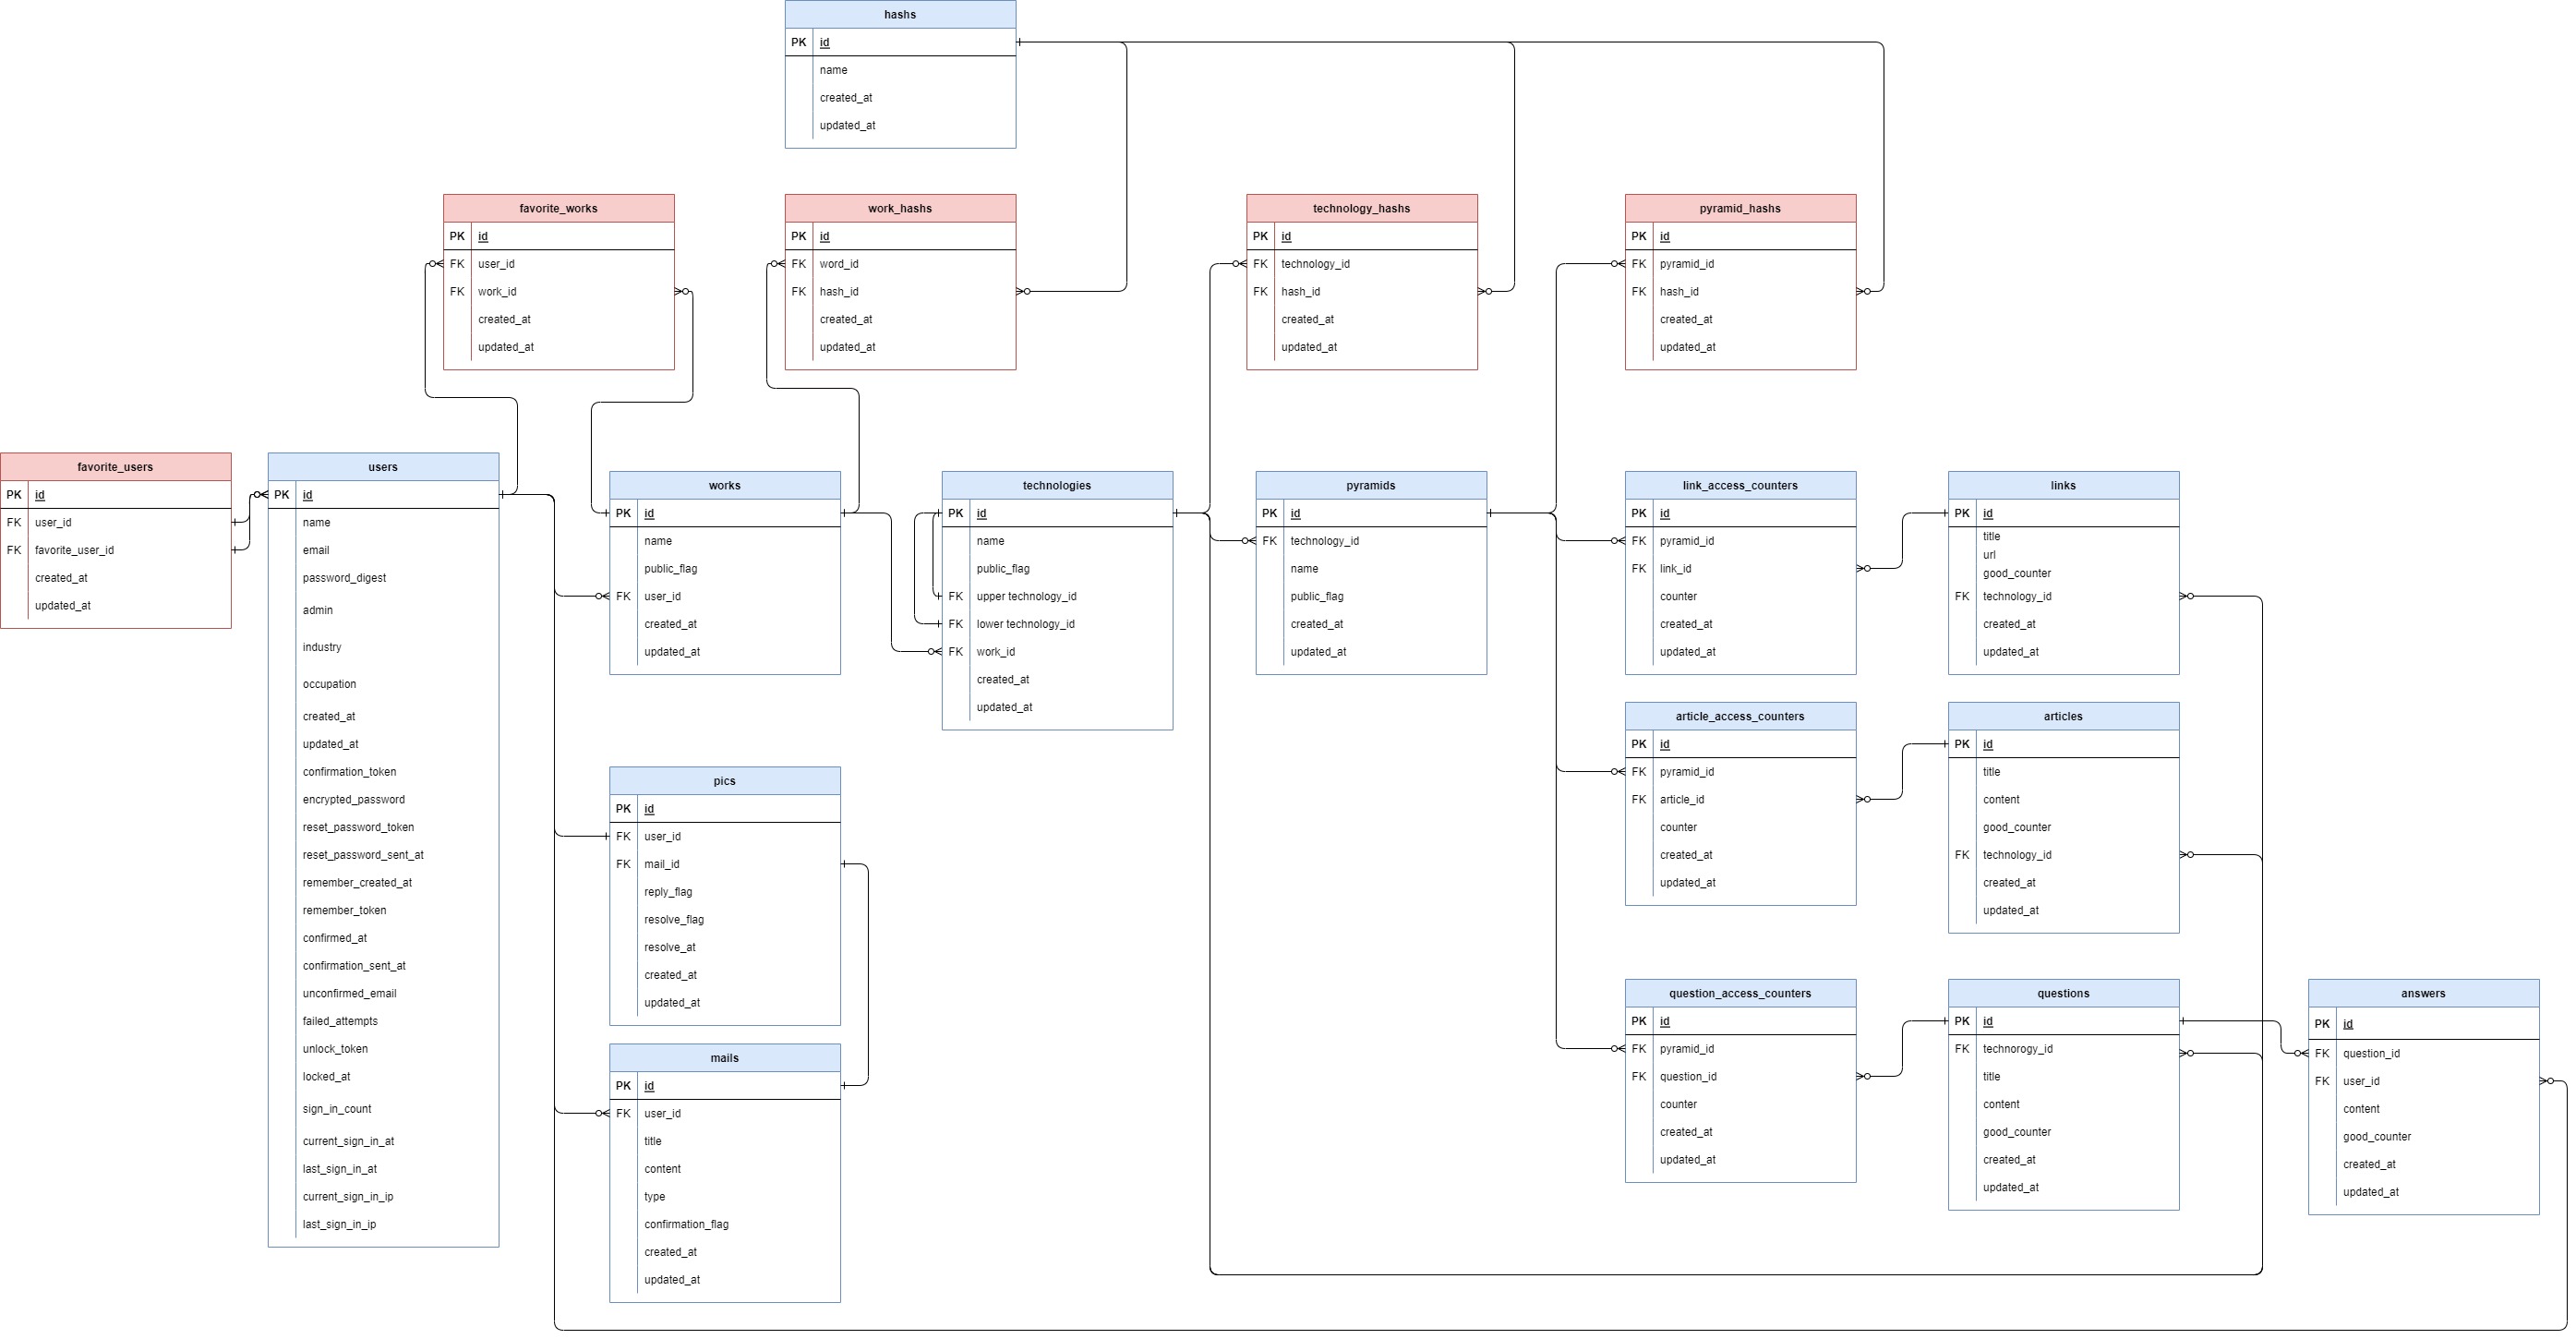 hashs
PK id
name
created_at
updated_at
favorite_works
PK id
FK user_id
FK work_id
created_at
updated_at
work_hashs
PK id
FK word_id
FK hash_id
created_at
updated_at
technology_hashs
PK id
FK technology_id
FK hash_id
created_at
updated_at
pyramid_hashs
PK id
FK pyramid_id
FK hash_id
created_at
updated_at
favorite_users
PK id
FK user_id
FK favorite_user_id
created_at
updated_at
users
PK id
name
email
password_digest
admin
industry
occupation
created_at
updated_at
confirmation_token
encrypted_password
reset_password_token
reset_password_sent_at
remember_created_at
remember_token
confirmed_at
confirmation_sent_at
unconfirmed_email
failed_attempts
unlock_token
locked_at
sign_in_count
current_sign_in_at
last_sign_in_at
current_sign_in_ip
last_sign_in_ip
works
PK id
name
public_flag
FK user_id
created_at
updated_at
technologies
PK id
name
public_flag
FK upper technology_id
FK lower technology_id
FK work_id
created_at
updated_at
pyramids
PK id
FK technology_id
name
public_flag
created_at
updated_at
link_access_counters
PK id
FK pyramid_id
FK link_id
counter
created_at
updated_at
links
PK id
title
url
good_counter
FK technology_id
created_at
updated_at
article_access_counters
PK id
FK pyramid_id
FK article_id
counter
created_at
updated_at
articles
PK id
title
content
good_counter
FK technology_id
created_at
updated_at
pics
PK id
FK user_id
FK mail_id
reply_flag
resolve_flag
resolve_at
created_at
updated_at
mails
PK id
FK user_id
title
content
type
confirmation_flag
created_at
updated_at
question_access_counters
PK id
FK pyramid_id
FK question_id
counter
created_at
updated_at
questions
PK id
FK technorogy_id
title
content
good_counter
created_at
updated_at
answers
PK id
FK question_id
FK user_id
content
good_counter
created_at
updated_at